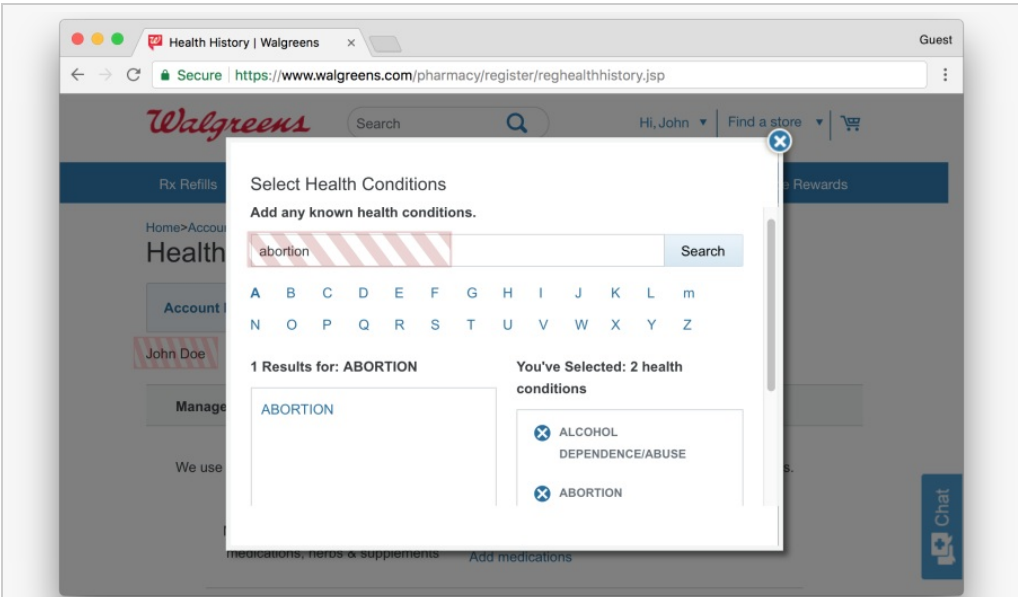 Health History | Walgreens
Guest
Secure https://www.walgreens.com/pharmacy/register/reghealthhistory.jsp
Walgreens
Search
Hi, John
Find a store
Rx Refills
Rewards
Select Health Conditions
Add any known health conditions.
Home>Accou
Health
abortion
Search
A B C D E F G H I J K L m
Account
N O P Q R S T U V W X Y Z
John Doe
1 Results for: ABORTION
You've Selected: 2 health
conditions
Manage
ABORTION
ALCOHOL
DEPENDENCE/ABUSE
We use
s.
ABORTION
Chat
medications, herbs & supplements
Add medications